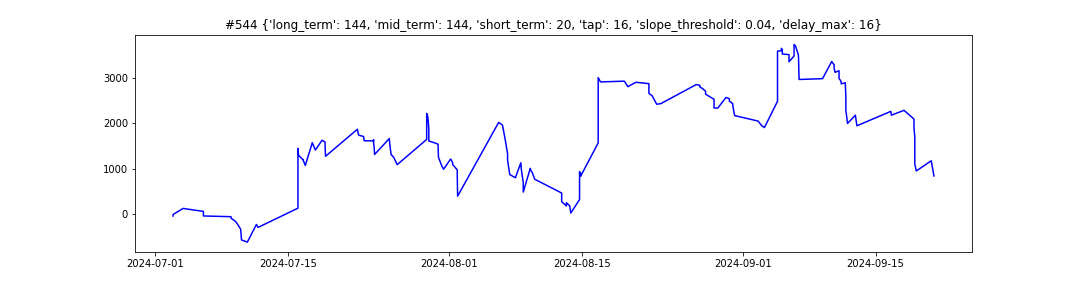 #544 {'long_term': 144, 'mid_term': 144, 'short_term': 20, 'tap': 16, 'slope_threshold': 0.04, 'delay_max': 16}
3000
2000
1000
0
2024-07-01 2024-07-15 2024-08-01 2024-08-15 2024-09-01 2024-09-15